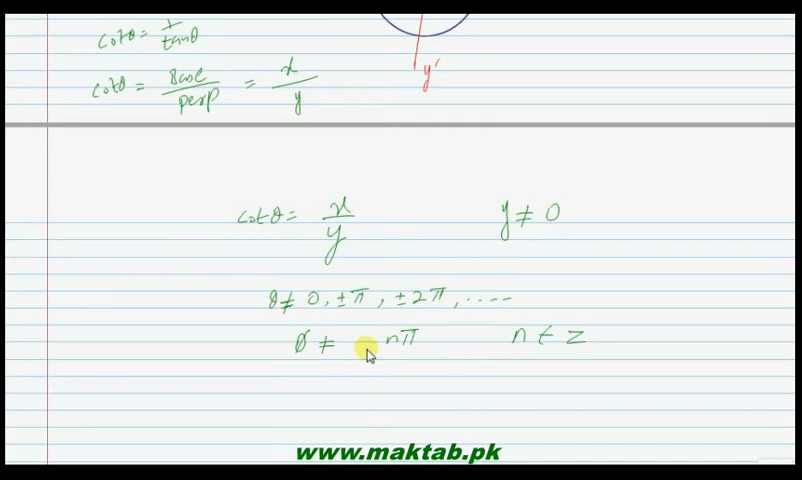 cotθ = 1/tanθ
cotθ = Base/perp = x/y
y'
cotθ = x/y y ≠ 0
θ ≠ 0, ±π, ±2π, ....
θ ≠ nπ n ∈ Z
www.maktab.pk